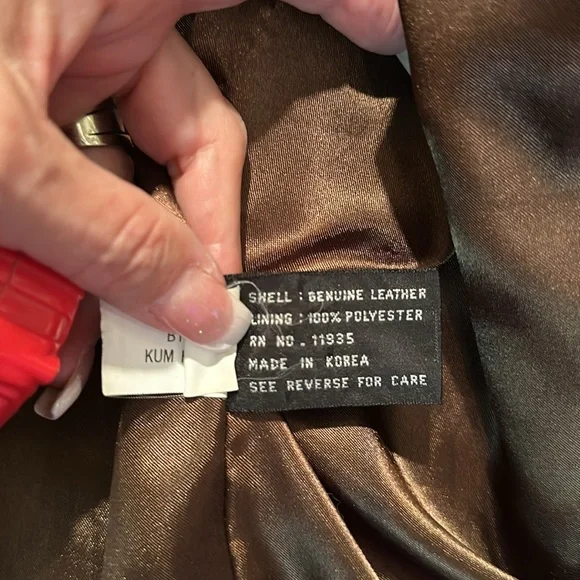 SHELL : GENUINE LEATHER
LINING : 100% POLYESTER
RN NO. 11935
MADE IN KOREA
SEE REVERSE FOR CARE
KUM